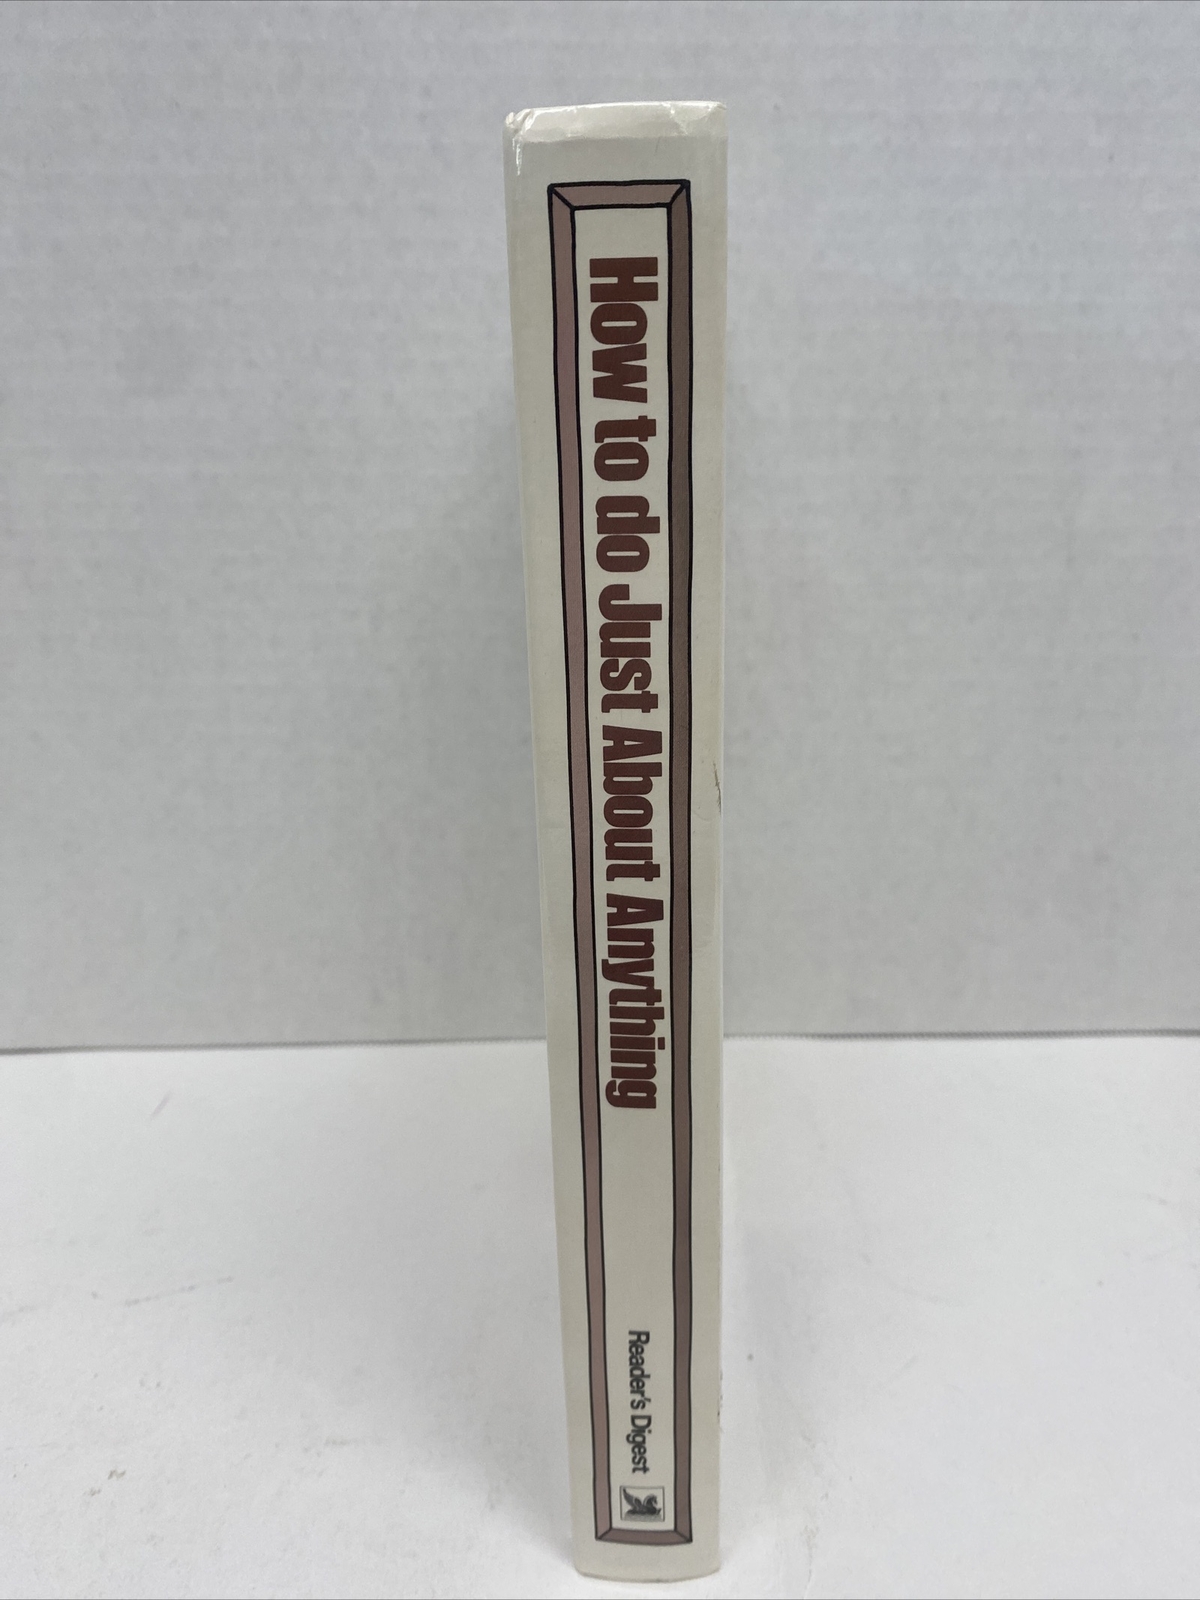 How to do Just About Anything
Reader's Digest